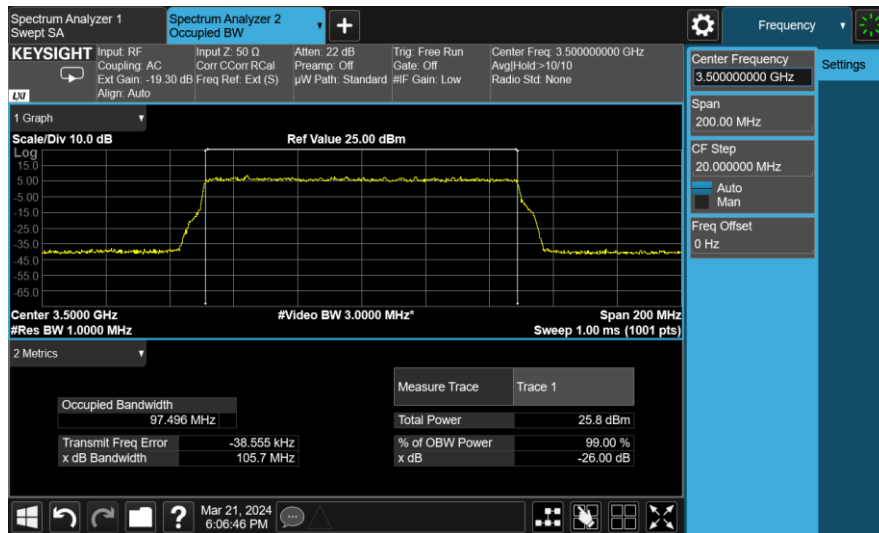 Spectrum Analyzer 1
Swept SA
Spectrum Analyzer 2
Occupied BW
+
Frequency
KEYSIGHT
LXI
Input: RF
Coupling: AC
Ext Gain: -19.30 dB
Align: Auto
Input Z: 50 Ω
Corr CCorr RCal
Freq Ref: Ext (S)
Atten: 22 dB
Preamp: Off
µW Path: Standard
Trig: Free Run
Gate: Off
#IF Gain: Low
Center Freq: 3.500000000 GHz
Avg|Hold:>10/10
Radio Std: None
Center Frequency
3.500000000 GHz
Settings
Span
200.00 MHz
CF Step
20.000000 MHz
Auto
Man
Freq Offset
0 Hz
1 Graph
Scale/Div 10.0 dB
Ref Value 25.00 dBm
Log
15.0
5.00
-5.00
-15.0
-25.0
-35.0
-45.0
-55.0
-65.0
Center 3.5000 GHz
#Video BW 3.0000 MHz*
Span 200 MHz
#Res BW 1.0000 MHz
Sweep 1.00 ms (1001 pts)
2 Metrics
Measure Trace
Trace 1
Occupied Bandwidth
97.496 MHz
Total Power
25.8 dBm
Transmit Freq Error
-38.555 kHz
% of OBW Power
99.00 %
x dB Bandwidth
105.7 MHz
x dB
-26.00 dB
?
Mar 21, 2024
6:06:46 PM